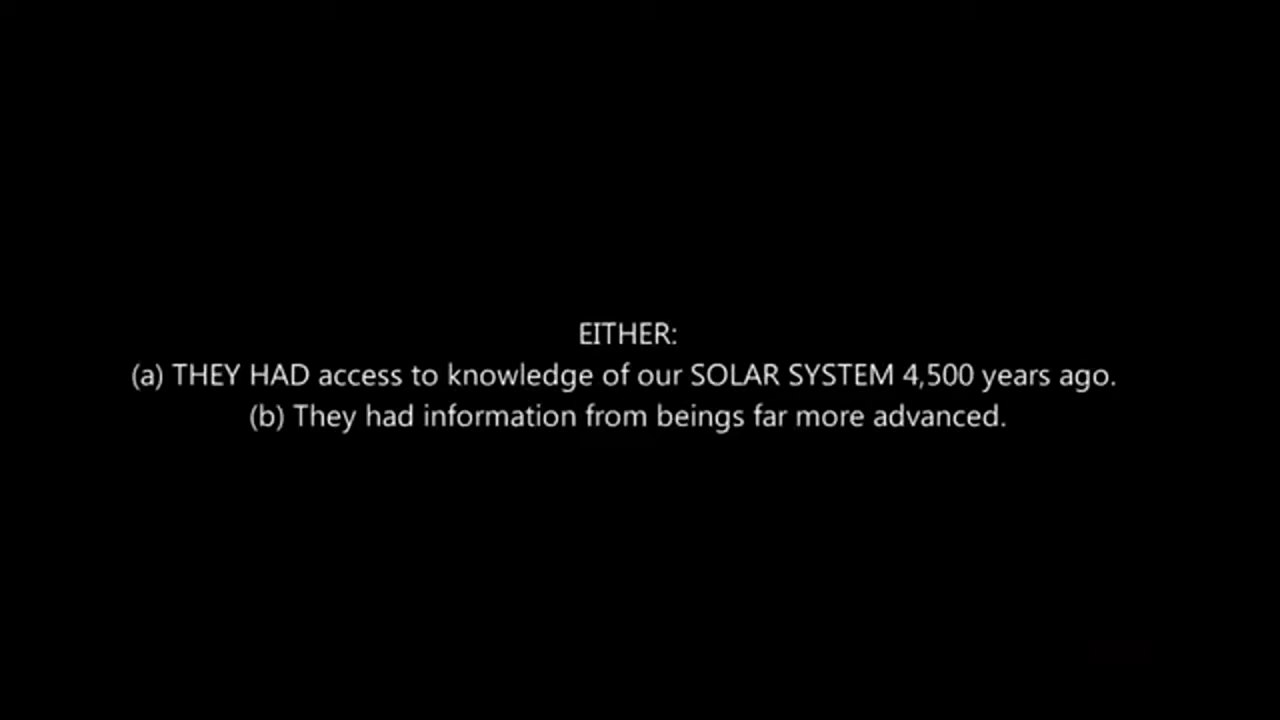 EITHER:
(a) THEY HAD access to knowledge of our SOLAR SYSTEM 4,500 years ago.
(b) They had information from beings far more advanced.